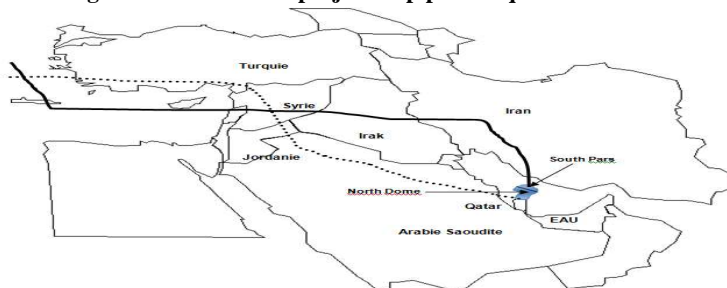 Turquie
Syrie
Iran
Irak
Jordanie
South Pars
North Dome
Qatar
EAU
Arabie Saoudite